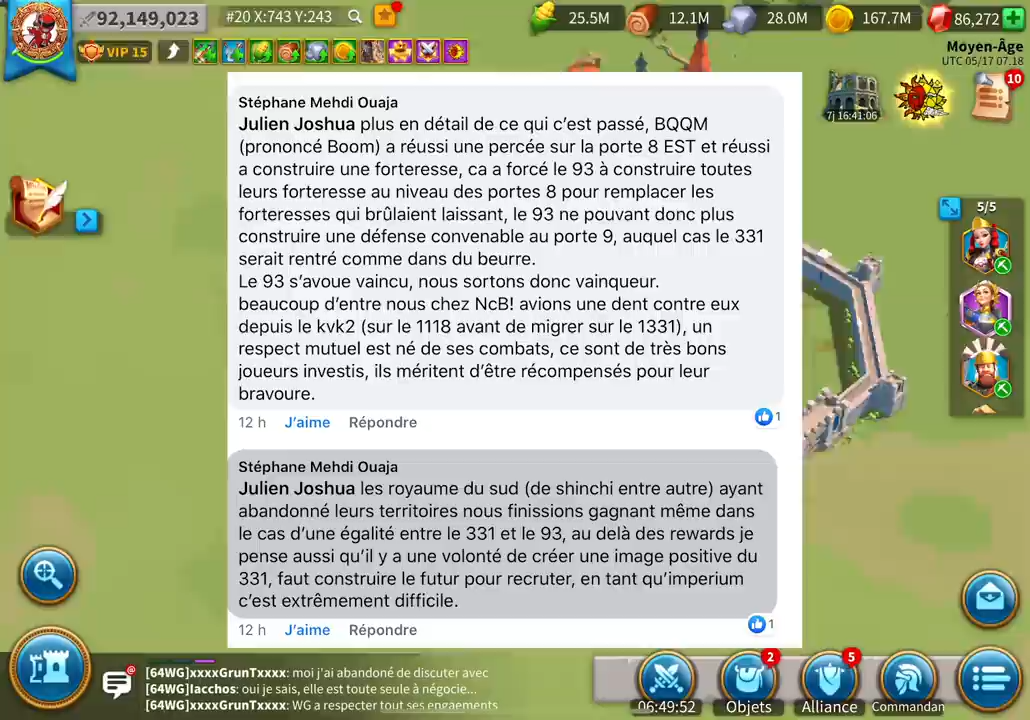 92,149,023
#20 X:743 Y:243
25.5M
12.1M
28.0M
167.7M
86,272
VIP 15
Moyen-Âge
UTC 05/17 07.18
10
7j 16:41:06
5/5
Stéphane Mehdi Ouaja
Julien Joshua plus en détail de ce qui c'est passé, BQQM
(prononcé Boom) a réussi une percée sur la porte 8 EST et réussi
a construire une forteresse, ca a forcé le 93 à construire toutes
leurs forteresse au niveau des portes 8 pour remplacer les
forteresses qui brûlaient laissant, le 93 ne pouvant donc plus
construire une défense convenable au porte 9, auquel cas le 331
serait rentré comme dans du beurre.
Le 93 s'avoue vaincu, nous sortons donc vainqueur.
beaucoup d'entre nous chez NcB! avions une dent contre eux
depuis le kvk2 (sur le 1118 avant de migrer sur le 1331), un
respect mutuel est né de ses combats, ce sont de très bons
joueurs investis, ils méritent d'être récompensés pour leur
bravoure.
12 h J'aime Répondre
1
Stéphane Mehdi Ouaja
Julien Joshua les royaume du sud (de shinchi entre autre) ayant
abandonné leurs territoires nous finissions gagnant même dans
le cas d'une égalité entre le 331 et le 93, au delà des rewards je
pense aussi qu'il y a une volonté de créer une image positive du
331, faut construire le futur pour recruter, en tant qu'imperium
c'est extrêmement difficile.
12 h J'aime Répondre
1
[64WG]xxxxGrunTxxxx: moi j'ai abandoné de discuter avec
[64WG]Iacchos: oui je sais, elle est toute seule à négocie...
[64WG]xxxxGrunTxxxx: WG a respecter tout ses engaements
06:49:52
2
Objets
5
Alliance
Commandan